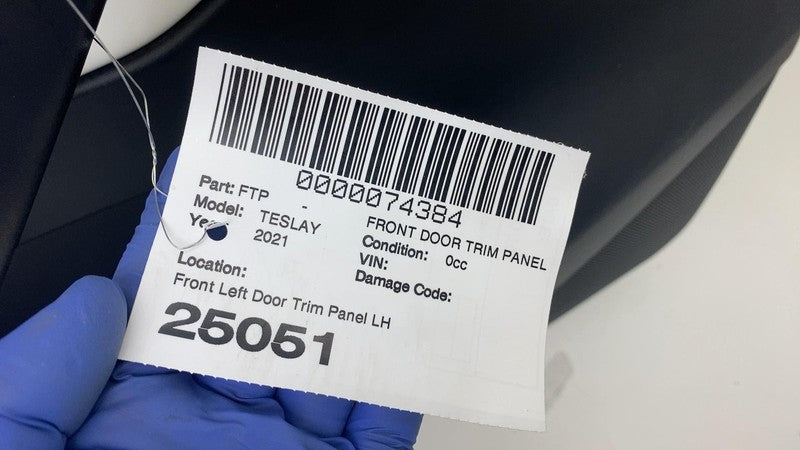 0000074384
Part: FTP - FRONT DOOR TRIM PANEL
Model: TESLAY Condition: 0cc
2021 VIN:
Damage Code:
Location:
Front Left Door Trim Panel LH
25051